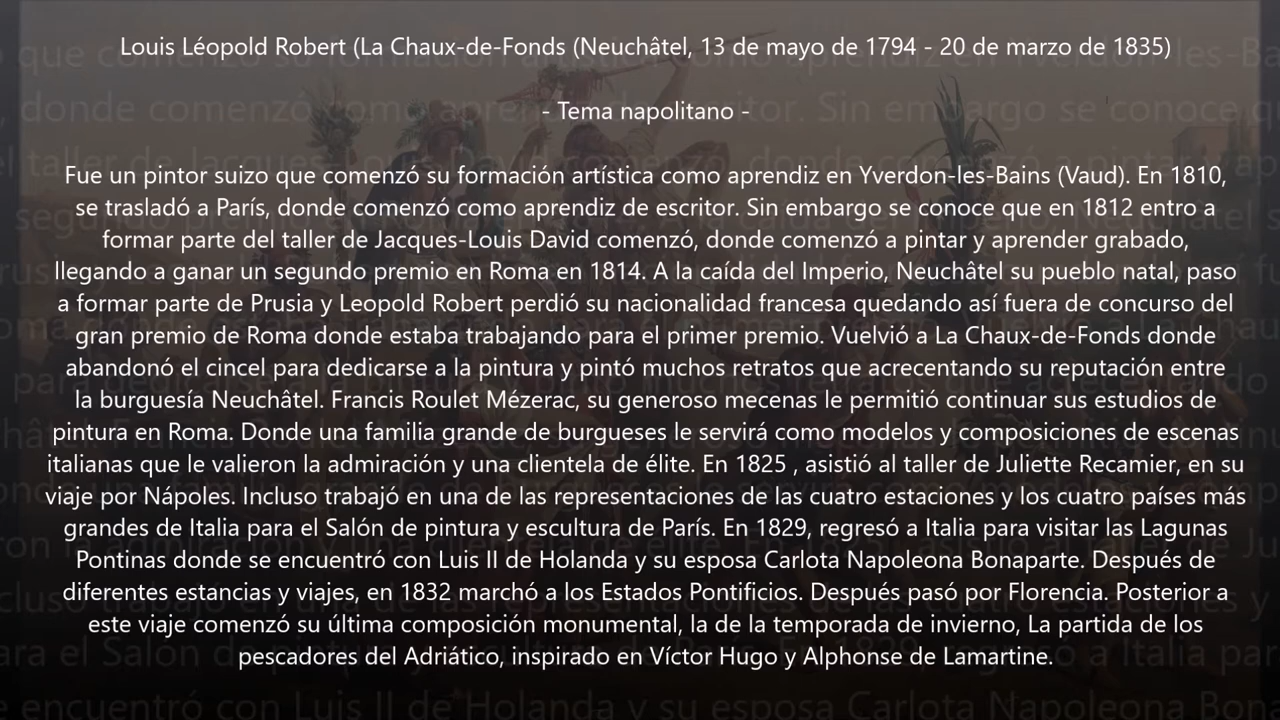 Louis Léopold Robert (La Chaux-de-Fonds (Neuchâtel, 13 de mayo de 1794 - 20 de marzo de 1835)
- Tema napolitano -
Fue un pintor suizo que comenzó su formación artística como aprendiz en Yverdon-les-Bains (Vaud). En 1810,
se trasladó a París, donde comenzó como aprendiz de escritor. Sin embargo se conoce que en 1812 entro a
formar parte del taller de Jacques-Louis David comenzó, donde comenzó a pintar y aprender grabado,
llegando a ganar un segundo premio en Roma en 1814. A la caída del Imperio, Neuchâtel su pueblo natal, paso
a formar parte de Prusia y Leopold Robert perdió su nacionalidad francesa quedando así fuera de concurso del
gran premio de Roma donde estaba trabajando para el primer premio. Vuelvió a La Chaux-de-Fonds donde
abandonó el cincel para dedicarse a la pintura y pintó muchos retratos que acrecentando su reputación entre
la burguesía Neuchâtel. Francis Roulet Mézerac, su generoso mecenas le permitió continuar sus estudios de
pintura en Roma. Donde una familia grande de burgueses le servirá como modelos y composiciones de escenas
italianas que le valieron la admiración y una clientela de élite. En 1825 , asistió al taller de Juliette Recamier, en su
viaje por Nápoles. Incluso trabajó en una de las representaciones de las cuatro estaciones y los cuatro países más
grandes de Italia para el Salón de pintura y escultura de París. En 1829, regresó a Italia para visitar las Lagunas
Pontinas donde se encuentró con Luis II de Holanda y su esposa Carlota Napoleona Bonaparte. Después de
diferentes estancias y viajes, en 1832 marchó a los Estados Pontificios. Después pasó por Florencia. Posterior a
este viaje comenzó su última composición monumental, la de la temporada de invierno, La partida de los
pescadores del Adriático, inspirado en Víctor Hugo y Alphonse de Lamartine.